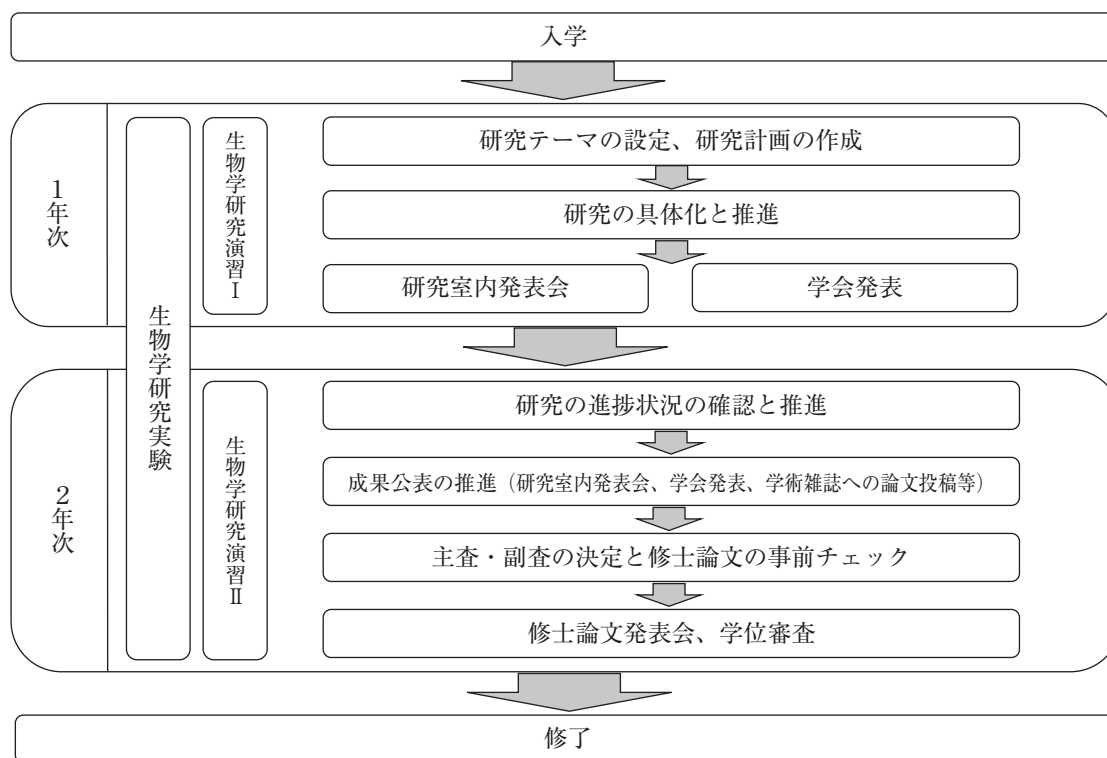 入学
1年次
生物学研究実験
生物学研究演習Ⅰ
研究テーマの設定、研究計画の作成
研究の具体化と推進
研究室内発表会
学会発表
2年次
生物学研究演習Ⅱ
研究の進捗状況の確認と推進
成果公表の推進（研究室内発表会、学会発表、学術雑誌への論文投稿等）
主査・副査の決定と修士論文の事前チェック
修士論文発表会、学位審査
修了